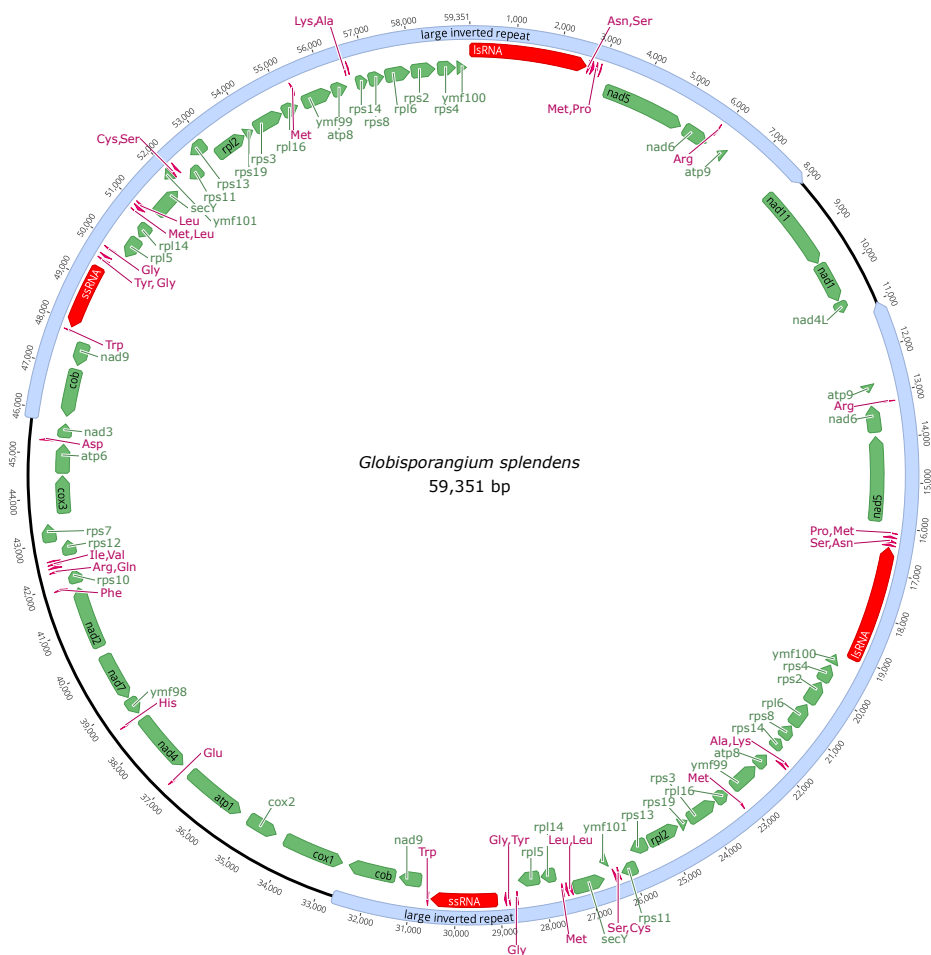 Globisporangium splendens
59,351 bp
59,351
1,000
2,000
3,000
4,000
5,000
6,000
7,000
8,000
9,000
10,000
11,000
12,000
13,000
14,000
15,000
16,000
17,000
18,000
19,000
20,000
21,000
22,000
23,000
24,000
25,000
26,000
27,000
28,000
29,000
30,000
31,000
32,000
33,000
34,000
35,000
36,000
37,000
38,000
39,000
40,000
41,000
42,000
43,000
44,000
45,000
46,000
47,000
48,000
49,000
50,000
51,000
52,000
53,000
54,000
55,000
56,000
57,000
58,000
large inverted repeat
lsRNA
Asn,Ser
Met,Pro
nad5
nad6
Arg
atp9
nad11
nad1
nad4L
atp9
Arg
nad6
nad5
Pro,Met
Ser,Asn
lsRNA
ymf100
rps4
rps2
rpl6
rps8
rps14
Ala,Lys
atp8
ymf99
Met
rpl16
rps3
rps19
rpl2
rps13
rps11
Ser,Cys
ymf101
secY
Leu,Leu
Met
rpl14
rpl5
Gly,Tyr
Gly
large inverted repeat
ssRNA
Trp
nad9
cob
cox1
cox2
atp1
Glu
nad4
His
ymf98
nad7
nad2
Phe
rps10
Arg,Gln
Ile,Val
rps12
rps7
cox3
atp6
Asp
nad3
cob
nad9
Trp
ssRNA
Tyr, Gly
Gly
rpl5
rpl14
Met,Leu
Leu
ymf101
secY
Cys,Ser
rps11
rps13
rpl2
rps19
rps3
rpl16
Met
ymf99
atp8
Lys,Ala
rps14
rps8
rpl6
rps2
rps4
ymf100